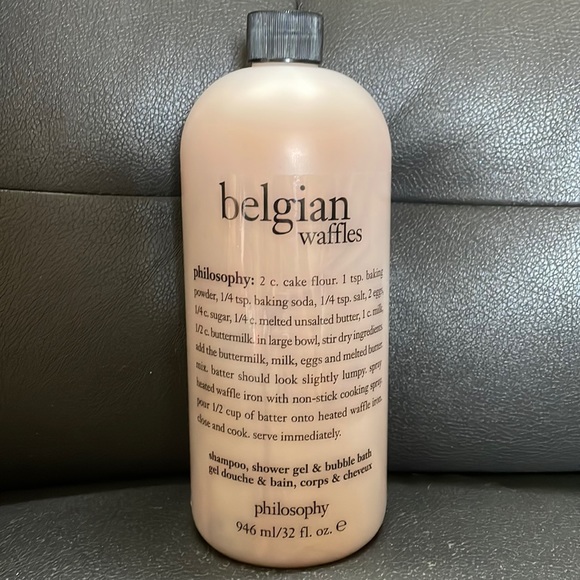 belgian
waffles
philosophy: 2 c. cake flour. 1 tsp. baking
powder, 1/4 tsp. baking soda, 1/4 tsp. salt, 2 eggs,
1/4 c. sugar, 1/4 c. melted unsalted butter, 1 c. milk,
1/2 c. buttermilk. in large bowl, stir dry ingredients.
add the buttermilk, milk, eggs and melted butter.
mix. batter should look slightly lumpy. spray
heated waffle iron with non-stick cooking spray.
pour 1/2 cup of batter onto heated waffle iron.
close and cook. serve immediately.
shampoo, shower gel & bubble bath
gel douche & bain, corps & cheveux
philosophy
946 ml/32 fl. oz. ℮